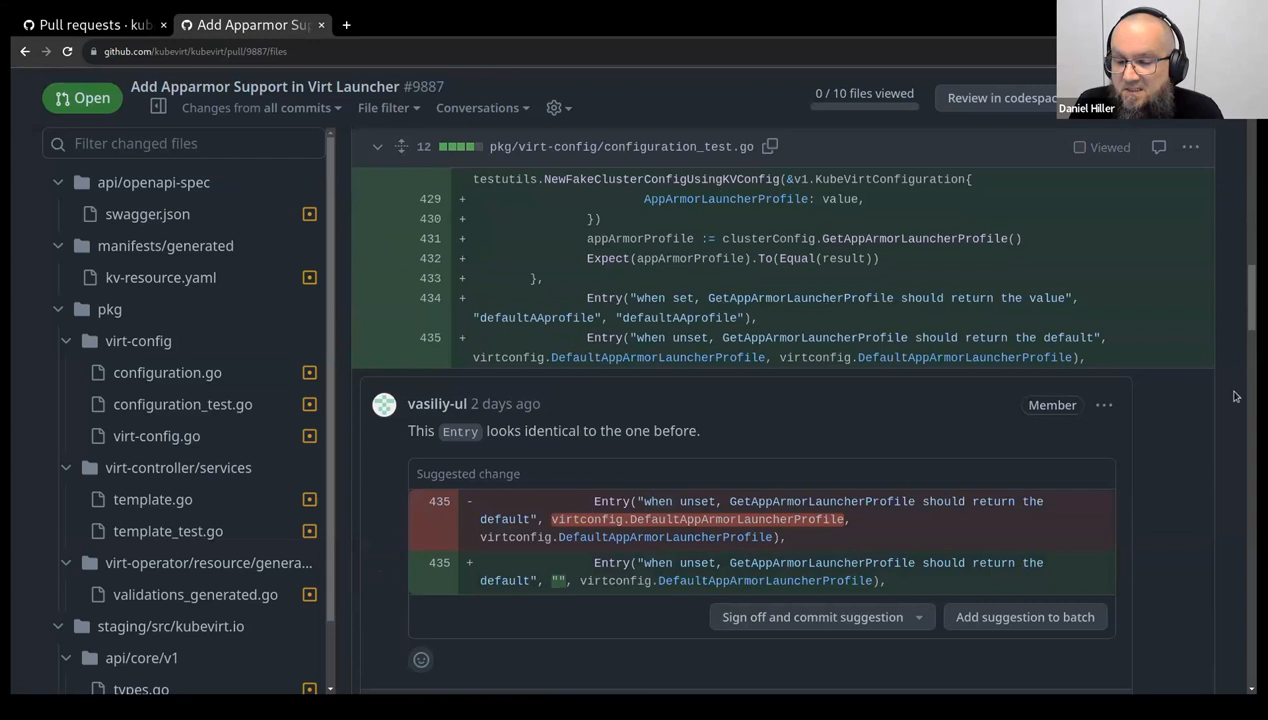 Pull requests · kub
Add Apparmor Su
github.com/kubevirt/kubevirt/pull/9887/files
Daniel Hiller
Open
Add Apparmor Support in Virt Launcher #9887
Changes from all commits
File filter
Conversations
0 / 10 files viewed
Review in codespac
Filter changed files
api/openapi-spec
swagger.json
manifests/generated
kv-resource.yaml
pkg
virt-config
configuration.go
configuration_test.go
virt-config.go
virt-controller/services
template.go
template_test.go
virt-operator/resource/genera...
validations_generated.go
staging/src/kubevirt.io
api/core/v1
types.go
12 pkg/virt-config/configuration_test.go
Viewed
testutils.NewFakeClusterConfigUsingKVConfig(&v1.KubeVirtConfiguration{
429 + AppArmorLauncherProfile: value,
430 + })
431 + appArmorProfile := clusterConfig.GetAppArmorLauncherProfile()
432 + Expect(appArmorProfile).To(Equal(result))
433 + },
434 + Entry("when set, GetAppArmorLauncherProfile should return the value",
"defaultAAprofile", "defaultAAprofile"),
435 + Entry("when unset, GetAppArmorLauncherProfile should return the default",
virtconfig.DefaultAppArmorLauncherProfile, virtconfig.DefaultAppArmorLauncherProfile),
vasiliy-ul 2 days ago
Member
This Entry looks identical to the one before.
Suggested change
435 - Entry("when unset, GetAppArmorLauncherProfile should return the
default", virtconfig.DefaultAppArmorLauncherProfile,
virtconfig.DefaultAppArmorLauncherProfile),
435 + Entry("when unset, GetAppArmorLauncherProfile should return the
default", "", virtconfig.DefaultAppArmorLauncherProfile),
Sign off and commit suggestion
Add suggestion to batch